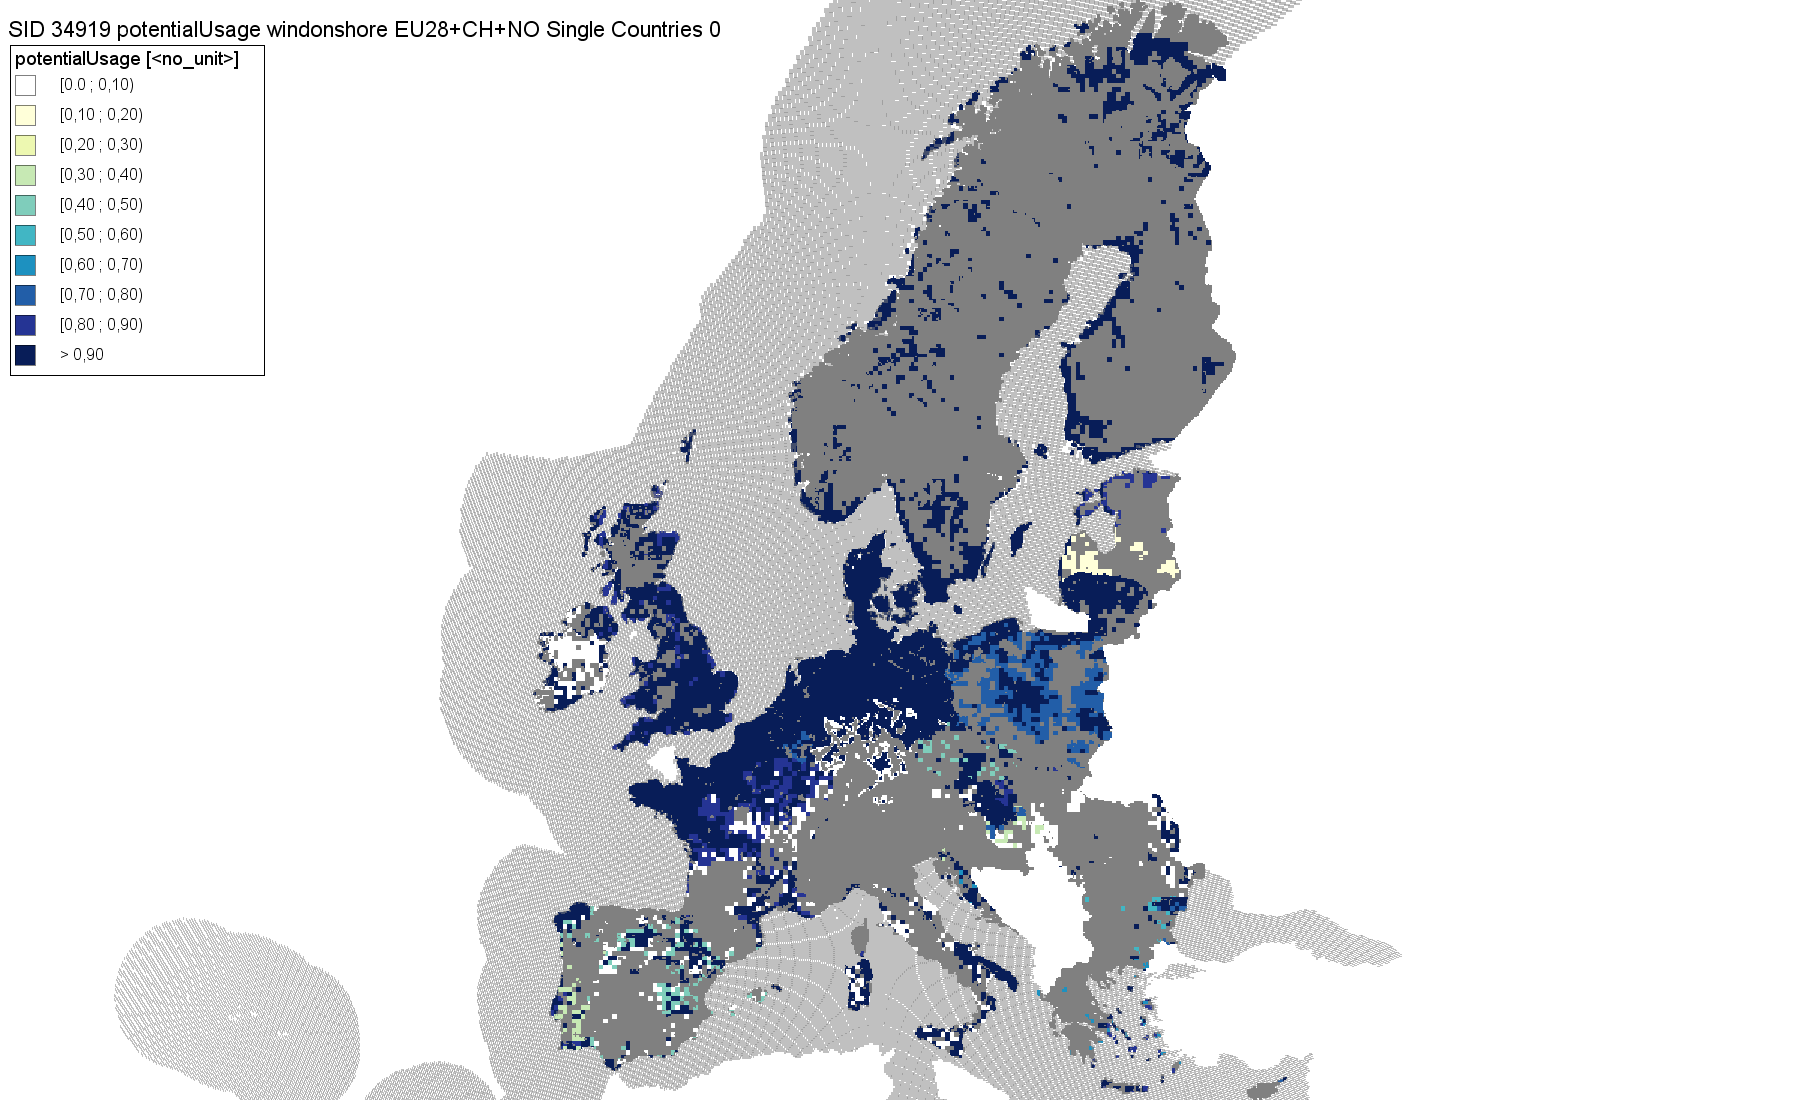 SID 34919 potentialUsage windonshore EU28+CH+NO Single Countries 0
potentialUsage [<no_unit>]
[0.0 ; 0,10)
[0,10 ; 0,20)
[0,20 ; 0,30)
[0,30 ; 0,40)
[0,40 ; 0,50)
[0,50 ; 0,60)
[0,60 ; 0,70)
[0,70 ; 0,80)
[0,80 ; 0,90)
> 0,90